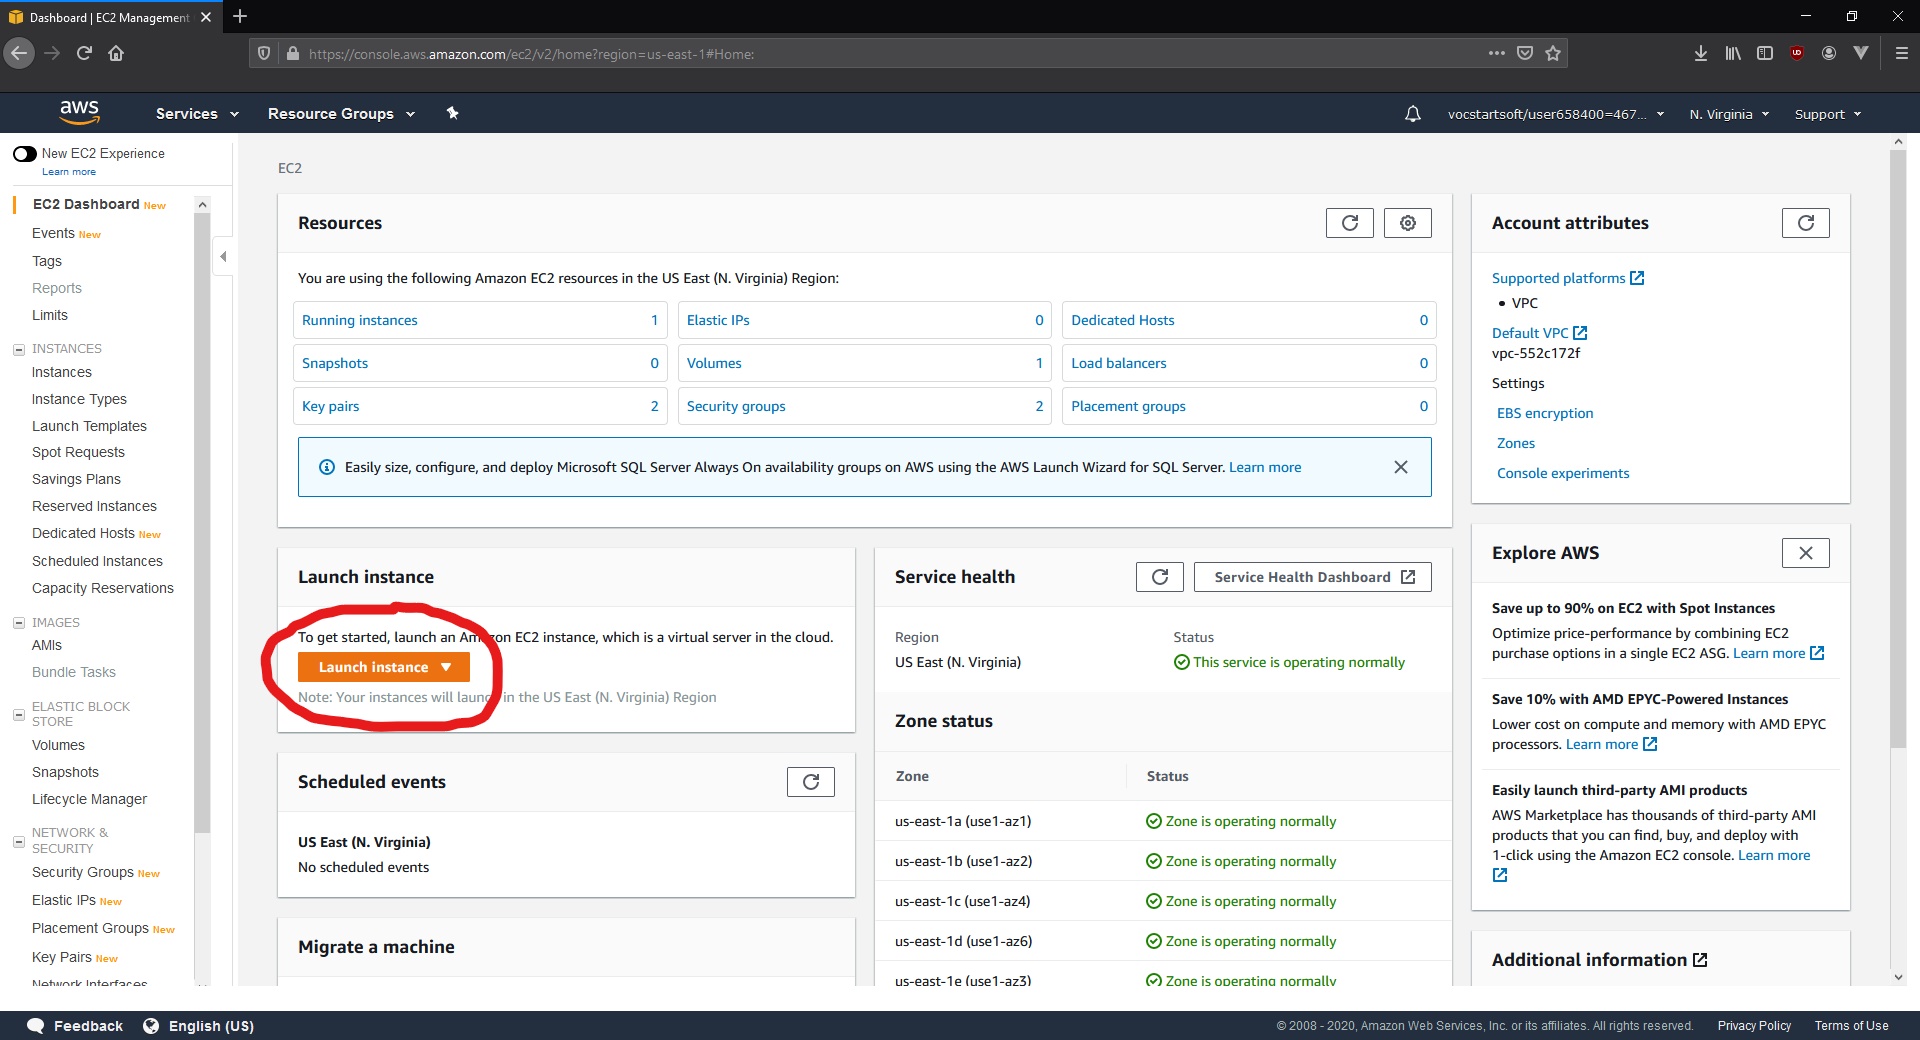 Dashboard | EC2 Management
https://console.aws.amazon.com/ec2/v2/home?region=us-east-1#Home:
aws
Services
Resource Groups
vocstartsoft/user658400=467...
N. Virginia
Support
New EC2 Experience
Learn more
EC2 Dashboard New
Events New
Tags
Reports
Limits
INSTANCES
Instances
Instance Types
Launch Templates
Spot Requests
Savings Plans
Reserved Instances
Dedicated Hosts New
Scheduled Instances
Capacity Reservations
IMAGES
AMIs
Bundle Tasks
ELASTIC BLOCK
STORE
Volumes
Snapshots
Lifecycle Manager
NETWORK &
SECURITY
Security Groups New
Elastic IPs New
Placement Groups New
Key Pairs New
Network Interfaces
EC2
Resources
You are using the following Amazon EC2 resources in the US East (N. Virginia) Region:
Running instances 1
Elastic IPs 0
Dedicated Hosts 0
Snapshots 0
Volumes 1
Load balancers 0
Key pairs 2
Security groups 2
Placement groups 0
Easily size, configure, and deploy Microsoft SQL Server Always On availability groups on AWS using the AWS Launch Wizard for SQL Server. Learn more
Launch instance
To get started, launch an Amazon EC2 instance, which is a virtual server in the cloud.
Launch instance
Note: Your instances will launch in the US East (N. Virginia) Region
Scheduled events
US East (N. Virginia)
No scheduled events
Migrate a machine
Service health
Service Health Dashboard
Region
US East (N. Virginia)
Status
This service is operating normally
Zone status
Zone Status
us-east-1a (use1-az1) Zone is operating normally
us-east-1b (use1-az2) Zone is operating normally
us-east-1c (use1-az4) Zone is operating normally
us-east-1d (use1-az6) Zone is operating normally
us-east-1e (use1-az3) Zone is operating normally
Account attributes
Supported platforms
• VPC
Default VPC
vpc-552c172f
Settings
EBS encryption
Zones
Console experiments
Explore AWS
Save up to 90% on EC2 with Spot Instances
Optimize price-performance by combining EC2
purchase options in a single EC2 ASG. Learn more
Save 10% with AMD EPYC-Powered Instances
Lower cost on compute and memory with AMD EPYC
processors. Learn more
Easily launch third-party AMI products
AWS Marketplace has thousands of third-party AMI
products that you can find, buy, and deploy with
1-click using the Amazon EC2 console. Learn more
Additional information
Feedback
English (US)
© 2008 - 2020, Amazon Web Services, Inc. or its affiliates. All rights reserved.
Privacy Policy
Terms of Use